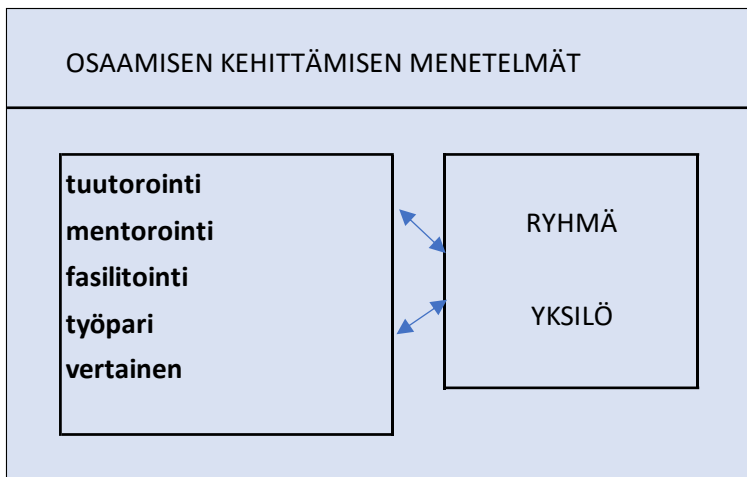 OSAAMISEN KEHITTÄMISEN MENETELMÄT
tuutorointi
mentorointi
fasilitointi
työpari
vertainen
RYHMÄ
YKSILÖ